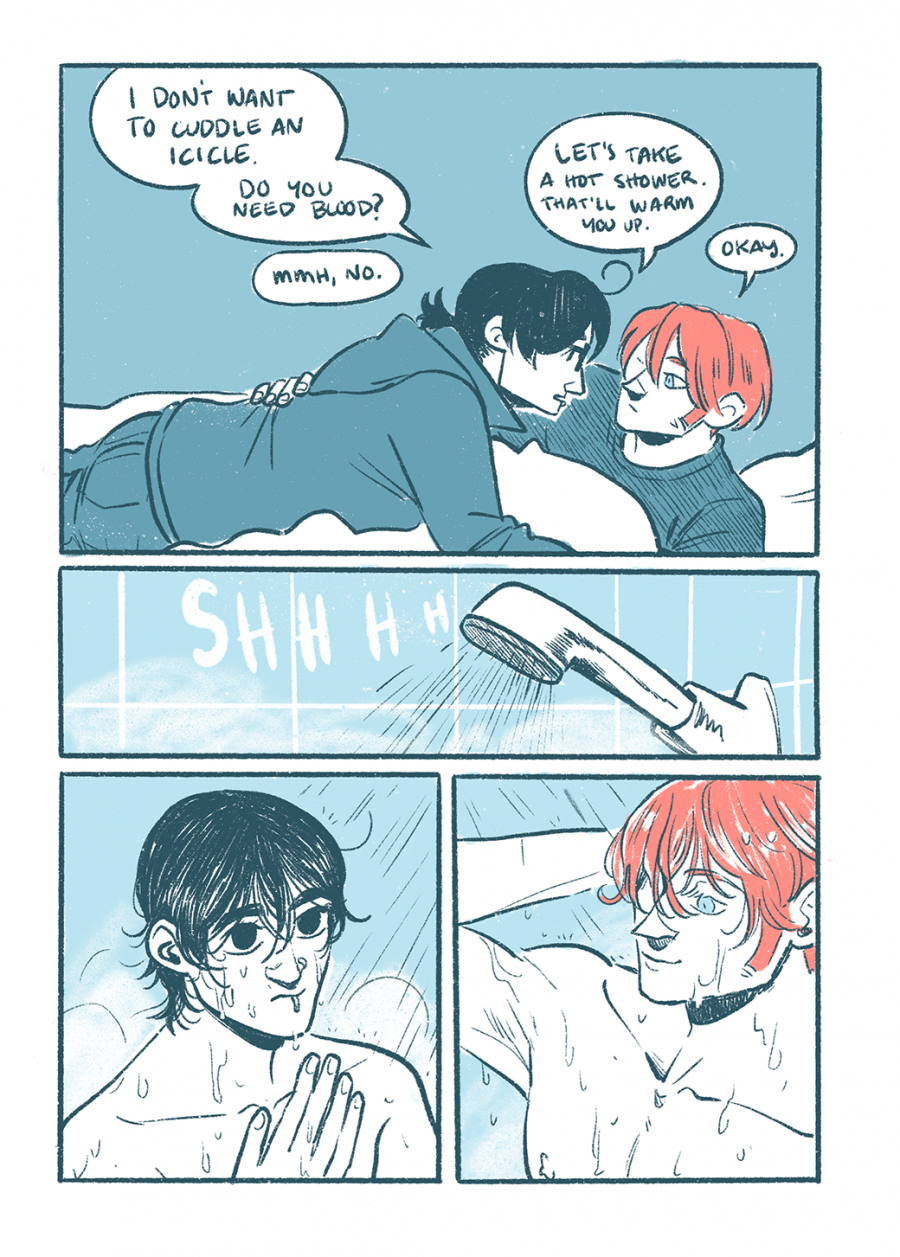 I DON'T WANT
TO CUDDLE AN
ICICLE.
DO YOU
NEED BLOOD?
MMH, NO.
LET'S TAKE
A HOT SHOWER.
THAT'LL WARM
YOU UP.
OKAY.
SHHHH